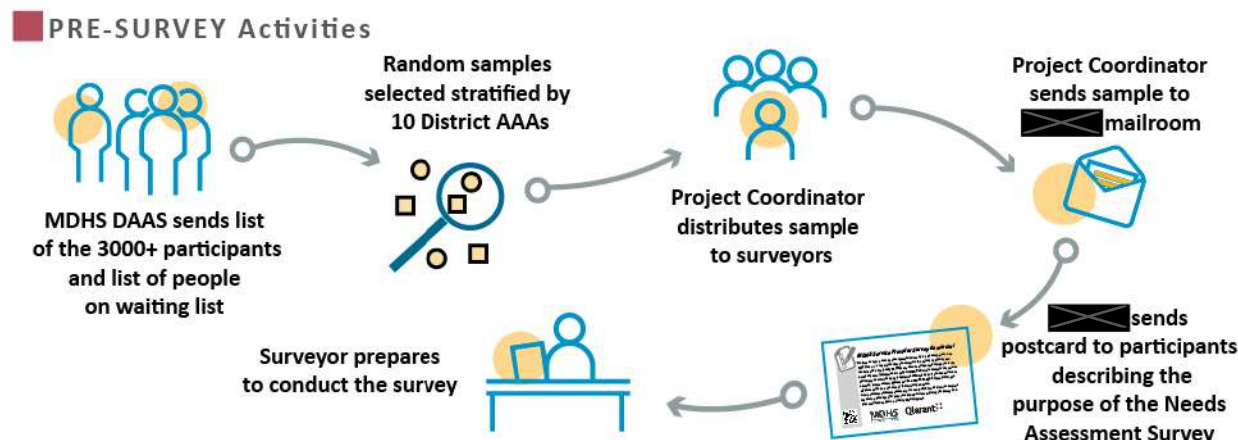 PRE-SURVEY Activities
MDHS DAAS sends list
of the 3000+ participants
and list of people
on waiting list
Random samples
selected stratified by
10 District AAAs
Project Coordinator
distributes sample
to surveyors
Project Coordinator
sends sample to
mailroom
sends
postcard to participants
describing the
purpose of the Needs
Assessment Survey
MDHS Qlarant
Surveyor prepares
to conduct the survey